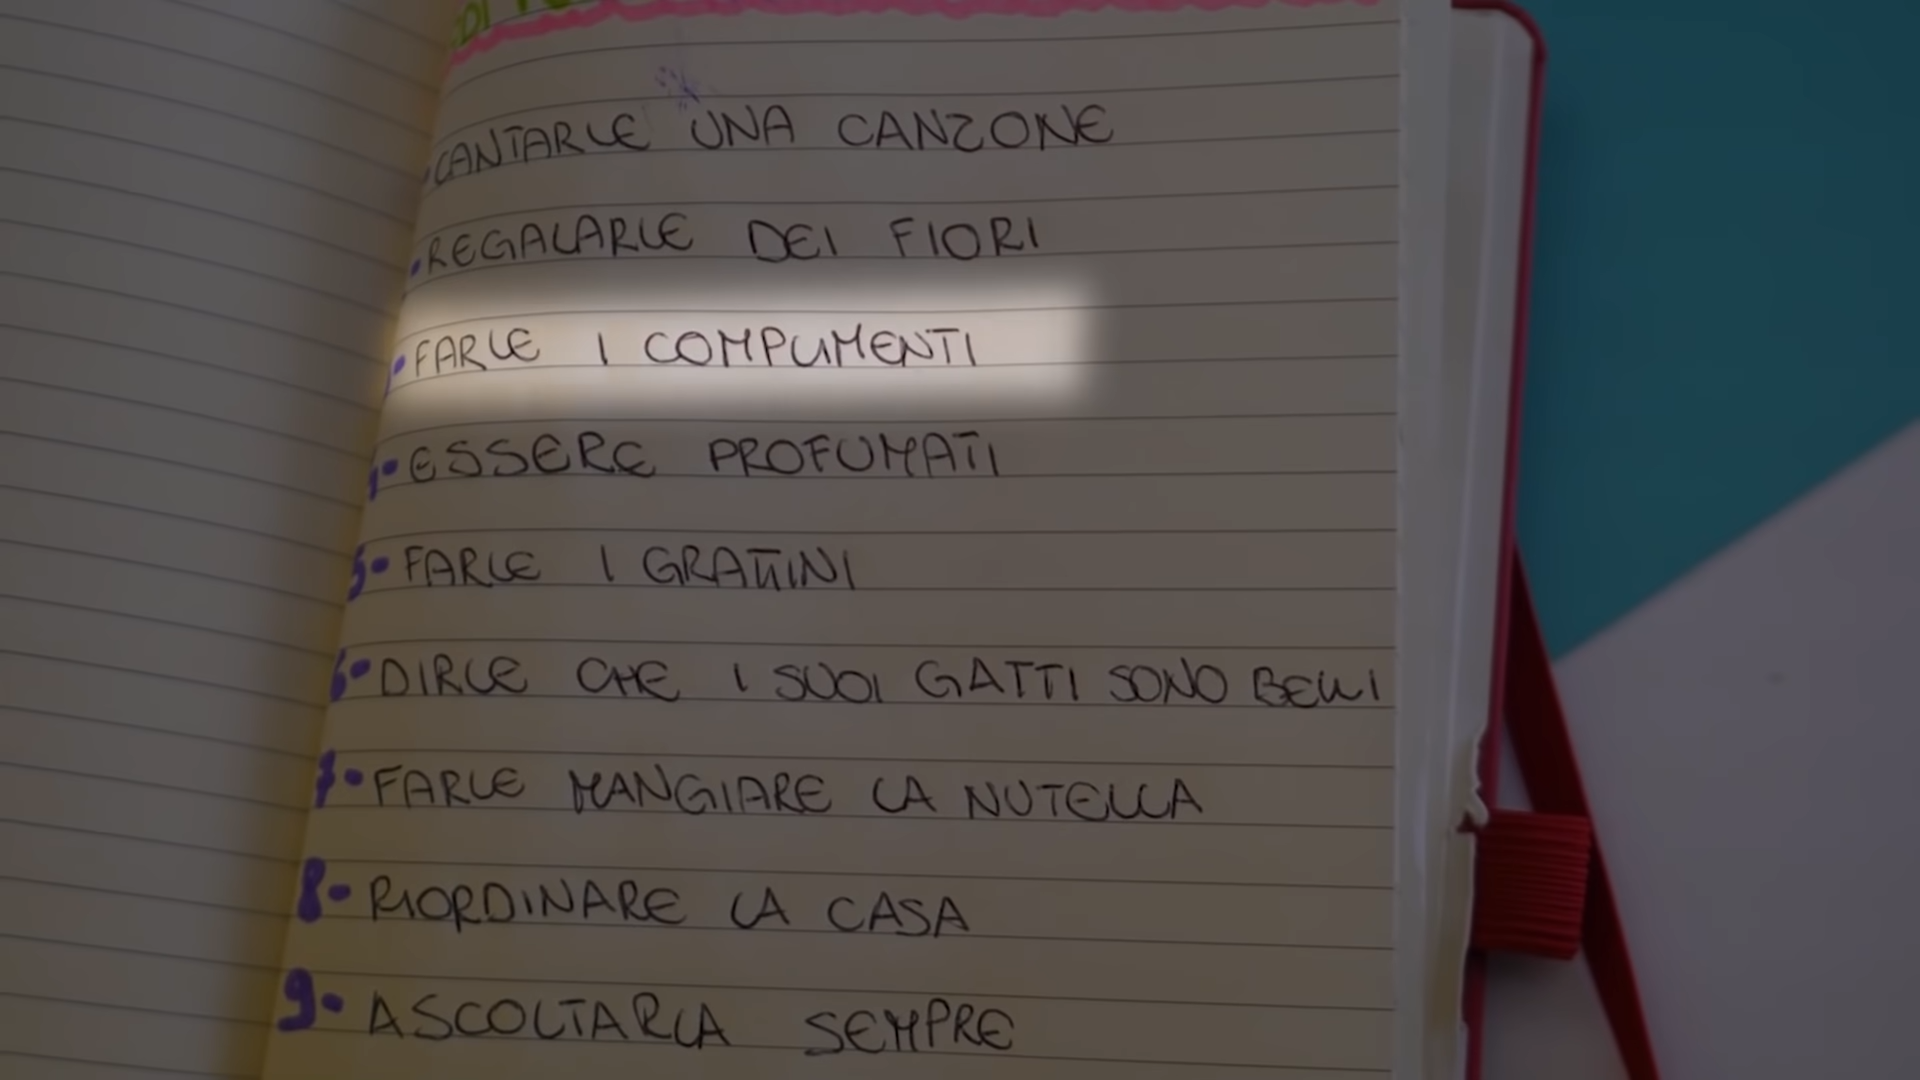 CANTARLE UNA CANZONE
REGALARLE DEI FIORI
FARLE I COMPLIMENTI
ESSERE PROFUMATI
5- FARLE I GRATTINI
6- DIRLE CHE I SUOI GATTI SONO BELLI
7- FARLE MANGIARE LA NUTELLA
8- RIORDINARE LA CASA
9- ASCOLTARLA SEMPRE